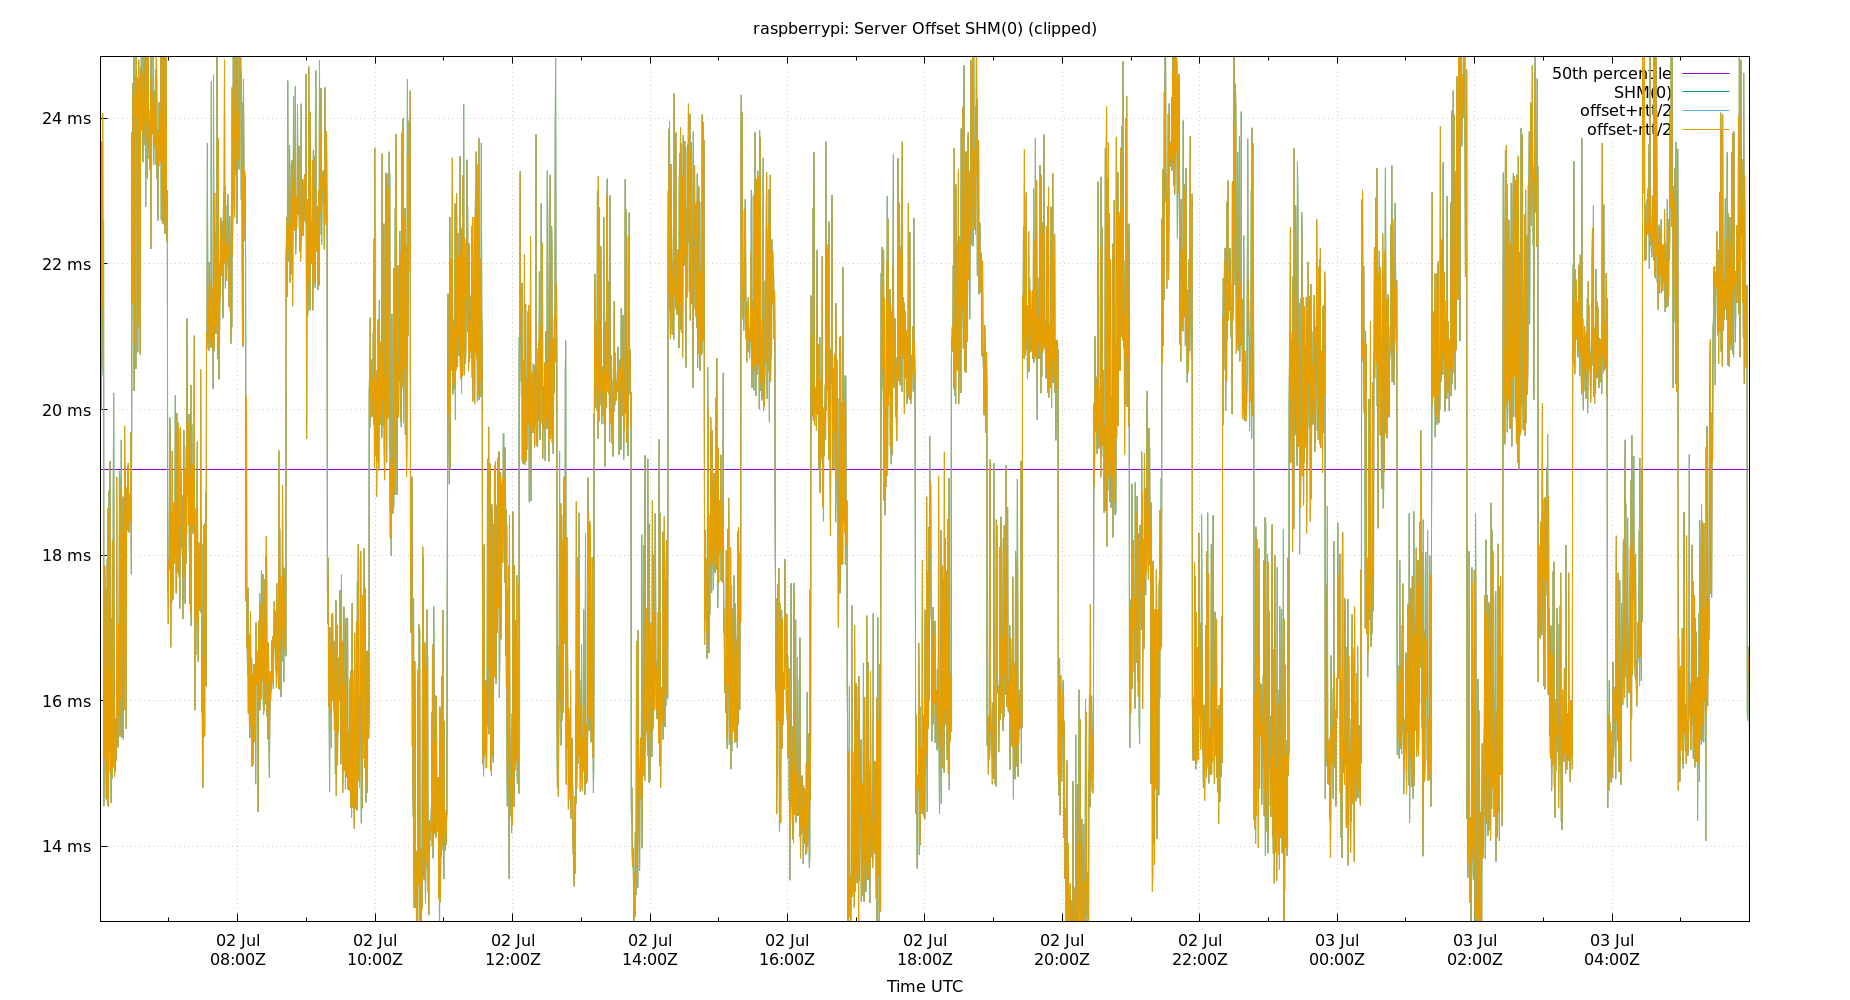 raspberrypi: Server Offset SHM(0) (clipped)
50th percentile
SHM(0)
offset+rtt/2
offset-rtt/2
24 ms
22 ms
20 ms
18 ms
16 ms
14 ms
02 Jul 02 Jul 02 Jul 02 Jul 02 Jul 02 Jul 02 Jul 02 Jul 03 Jul 03 Jul 03 Jul
08:00Z 10:00Z 12:00Z 14:00Z 16:00Z 18:00Z 20:00Z 22:00Z 00:00Z 02:00Z 04:00Z
Time UTC